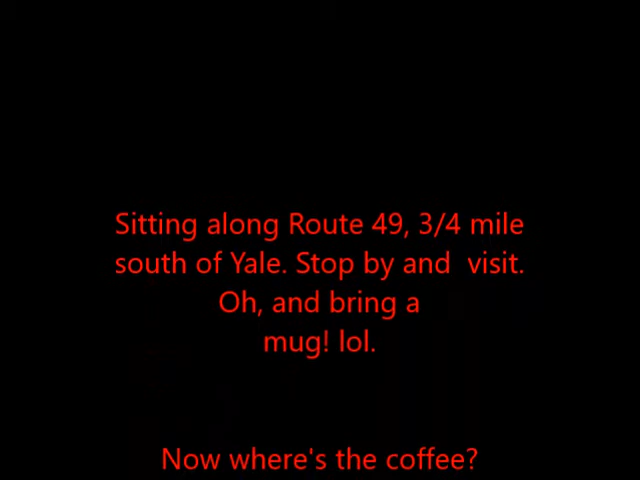 Sitting along Route 49, 3/4 mile
south of Yale. Stop by and  visit.
Oh, and bring a
mug! lol.
Now where's the coffee?